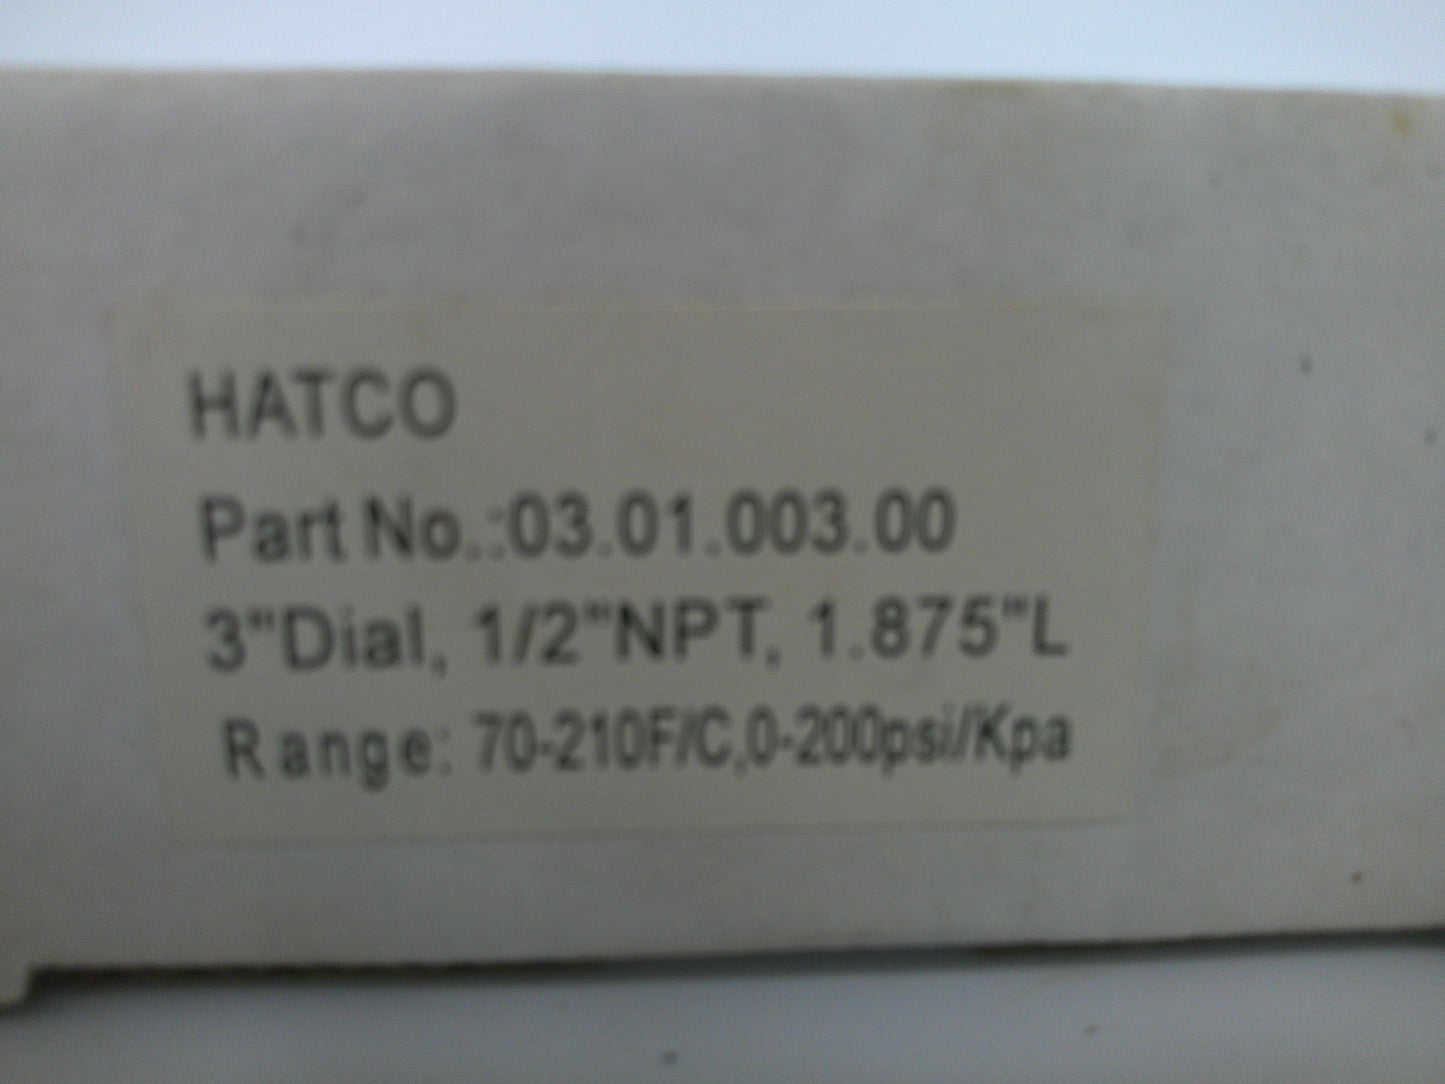 HATCO
Part No.:03.01.003.00
3"Dial, 1/2"NPT, 1.875"L
Range: 70-210F/C,0-200psi/Kpa